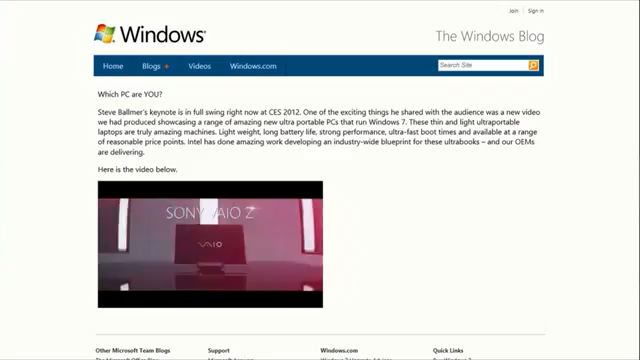 Join Sign in
Windows
The Windows Blog
Home Blogs + Videos Windows.com
Search Site
Which PC are YOU?
Steve Ballmer's keynote is in full swing right now at CES 2012. One of the exciting things he shared with the audience was a new video
we had produced showcasing a range of amazing new ultra portable PCs that run Windows 7. These thin and light ultraportable
laptops are truly amazing machines. Light weight, long battery life, strong performance, ultra-fast boot times and available at a range
of reasonable price points. Intel has done amazing work developing an industry-wide blueprint for these ultrabooks – and our OEMs
are delivering.
Here is the video below.
SONY VAIO Z
VAIO
Other Microsoft Team Blogs Support Windows.com Quick Links